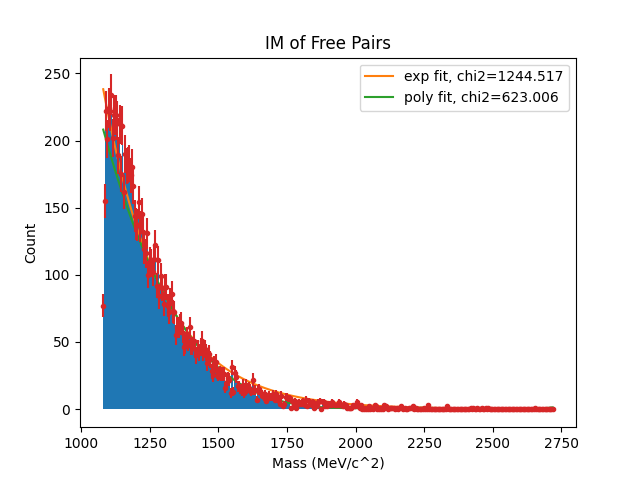 IM of Free Pairs
exp fit, chi2=1244.517
poly fit, chi2=623.006
250
200
150
100
50
0
Count
1000 1250 1500 1750 2000 2250 2500 2750
Mass (MeV/c^2)